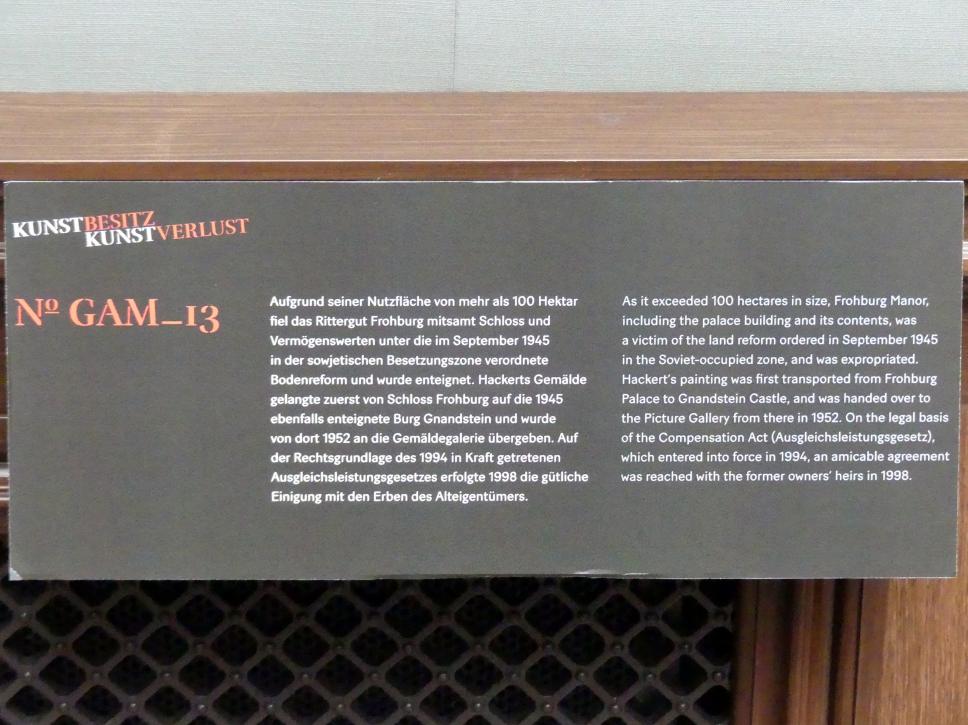 KUNSTBESITZ
KUNSTVERLUST
Nº GAM_13
Aufgrund seiner Nutzfläche von mehr als 100 Hektar
fiel das Rittergut Frohburg mitsamt Schloss und
Vermögenswerten unter die im September 1945
in der sowjetischen Besetzungszone verordnete
Bodenreform und wurde enteignet. Hackerts Gemälde
gelangte zuerst von Schloss Frohburg auf die 1945
ebenfalls enteignete Burg Gnandstein und wurde
von dort 1952 an die Gemäldegalerie übergeben. Auf
der Rechtsgrundlage des 1994 in Kraft getretenen
Ausgleichsleistungsgesetzes erfolgte 1998 die gütliche
Einigung mit den Erben des Alteigentümers.
As it exceeded 100 hectares in size, Frohburg Manor,
including the palace building and its contents, was
a victim of the land reform ordered in September 1945
in the Soviet-occupied zone, and was expropriated.
Hackert's painting was first transported from Frohburg
Palace to Gnandstein Castle, and was handed over to
the Picture Gallery from there in 1952. On the legal basis
of the Compensation Act (Ausgleichsleistungsgesetz),
which entered into force in 1994, an amicable agreement
was reached with the former owners' heirs in 1998.